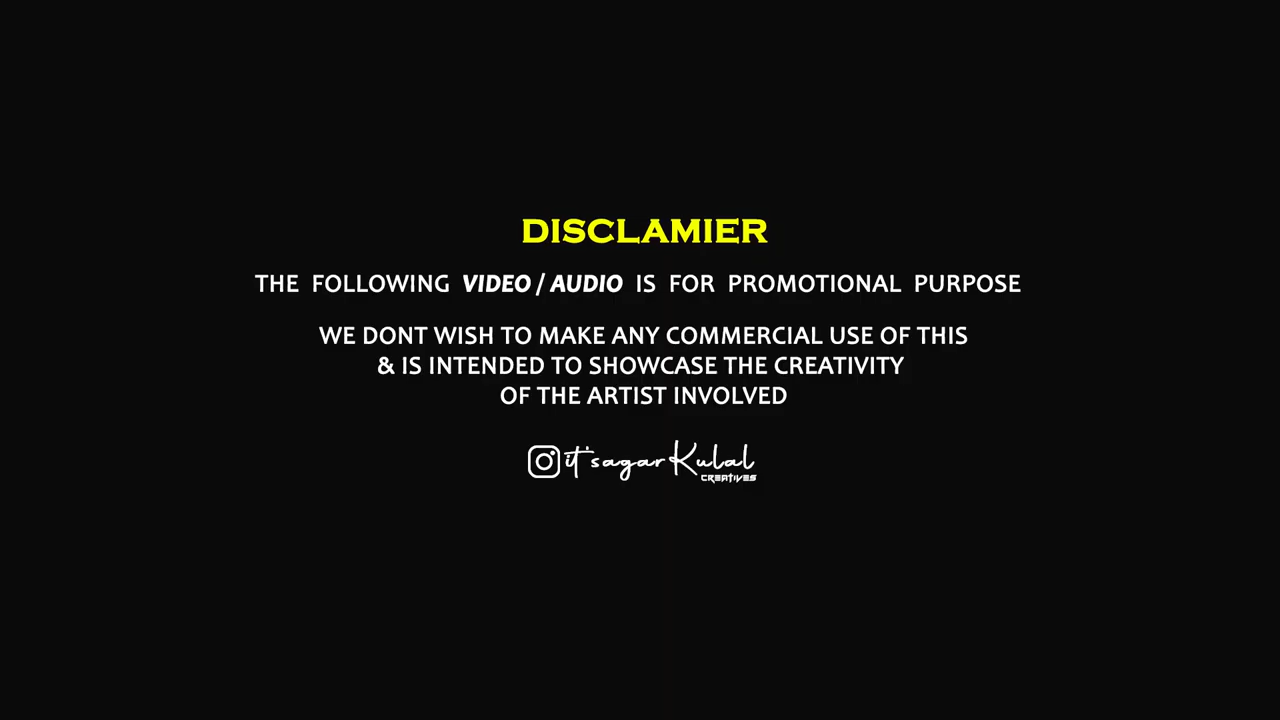 DISCLAMIER
THE FOLLOWING VIDEO / AUDIO IS FOR PROMOTIONAL PURPOSE
WE DONT WISH TO MAKE ANY COMMERCIAL USE OF THIS
& IS INTENDED TO SHOWCASE THE CREATIVITY
OF THE ARTIST INVOLVED
it'sagarKulal
CREATIVES